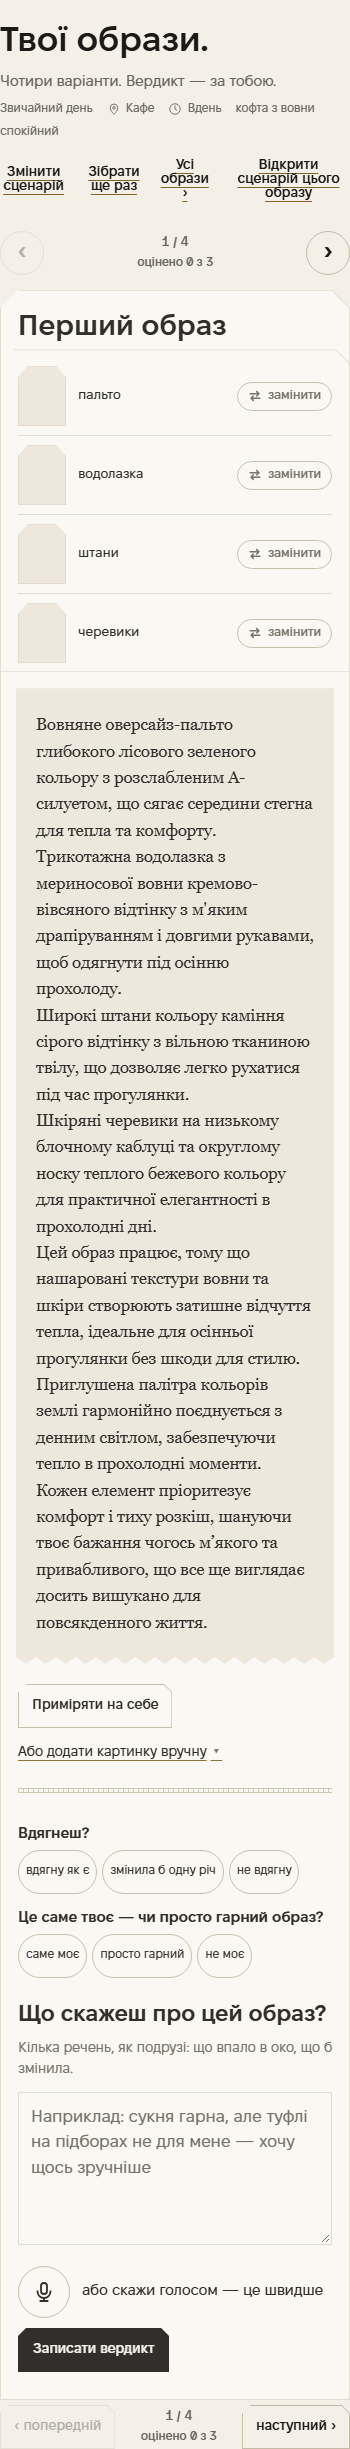 Твої образи.
Чотири варіанти. Вердикт — за тобою.
Звичайний день Кафе Вдень кофта з вовни
спокійний
Змінити сценарій
Зібрати ще раз
Усі образи ›
Відкрити сценарій цього образу
‹
1 / 4
оцінено 0 з 3
›
Перший образ
пальто замінити
водолазка замінити
штани замінити
черевики замінити
Вовняне оверсайз-пальто
глибокого лісового зеленого
кольору з розслабленим А-
силуетом, що сягає середини стегна
для тепла та комфорту.
Трикотажна водолазка з
мериносової вовни кремово-
вівсяного відтінку з м'яким
драпіруванням і довгими рукавами,
щоб одягнути під осінню
прохолоду.
Широкі штани кольору каміння
сірого відтінку з вільною тканиною
твілу, що дозволяє легко рухатися
під час прогулянки.
Шкіряні черевики на низькому
блочному каблуці та округлому
носку теплого бежевого кольору
для практичної елегантності в
прохолодні дні.
Цей образ працює, тому що
нашаровані текстури вовни та
шкіри створюють затишне відчуття
тепла, ідеальне для осінньої
прогулянки без шкоди для стилю.
Приглушена палітра кольорів
землі гармонійно поєднується з
денним світлом, забезпечуючи
тепло в прохолодні моменти.
Кожен елемент пріоритезує
комфорт і тиху розкіш, шануючи
твоє бажання чогось м’якого та
привабливого, що все ще виглядає
досить вишукано для
повсякденного життя.
Приміряти на себе
Або додати картинку вручну
Вдягнеш?
вдягну як є змінила б одну річ не вдягну
Це саме твоє — чи просто гарний образ?
саме моє просто гарний не моє
Що скажеш про цей образ?
Кілька речень, як подрузі: що впало в око, що б
змінила.
Наприклад: сукня гарна, але туфлі
на підборах не для мене — хочу
щось зручніше
або скажи голосом — це швидше
Записати вердикт
‹ попередній
1 / 4
оцінено 0 з 3
наступний ›